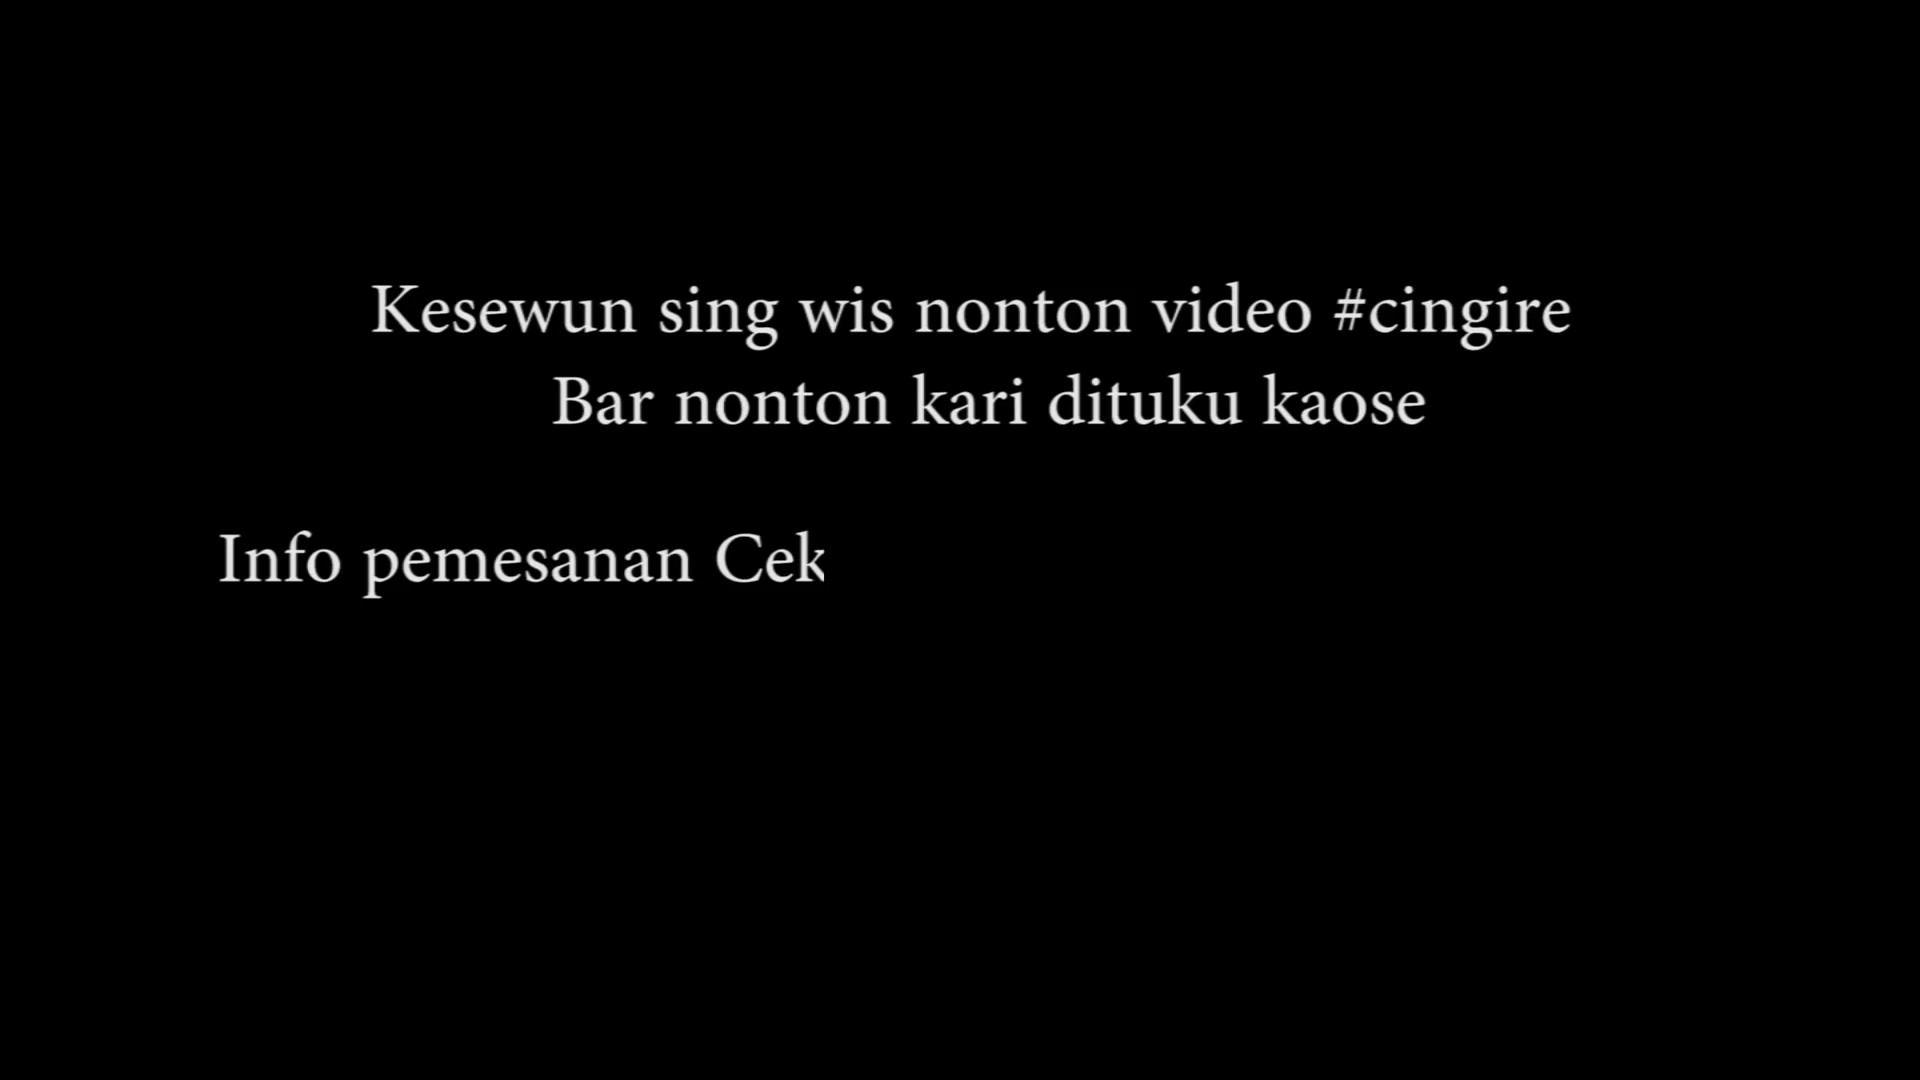 Kesewun sing wis nonton video #cingire
Bar nonton kari dituku kaose
Info pemesanan Cek